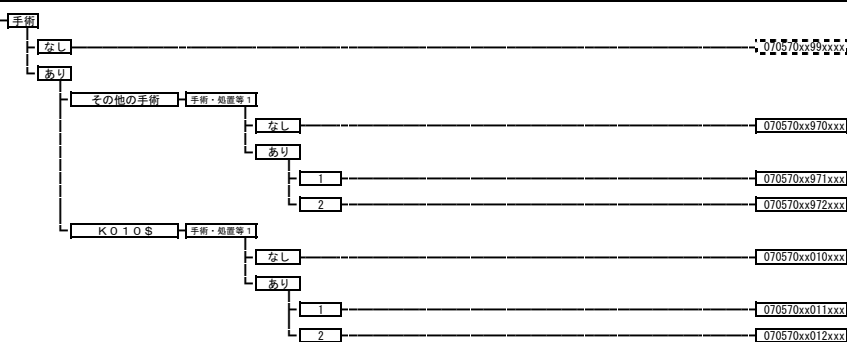 手術
なし 070570xx99xxxx
あり
その他の手術 手術・処置等1
なし 070570xx970xxx
あり
1 070570xx971xxx
2 070570xx972xxx
K010$ 手術・処置等1
なし 070570xx010xxx
あり
1 070570xx011xxx
2 070570xx012xxx